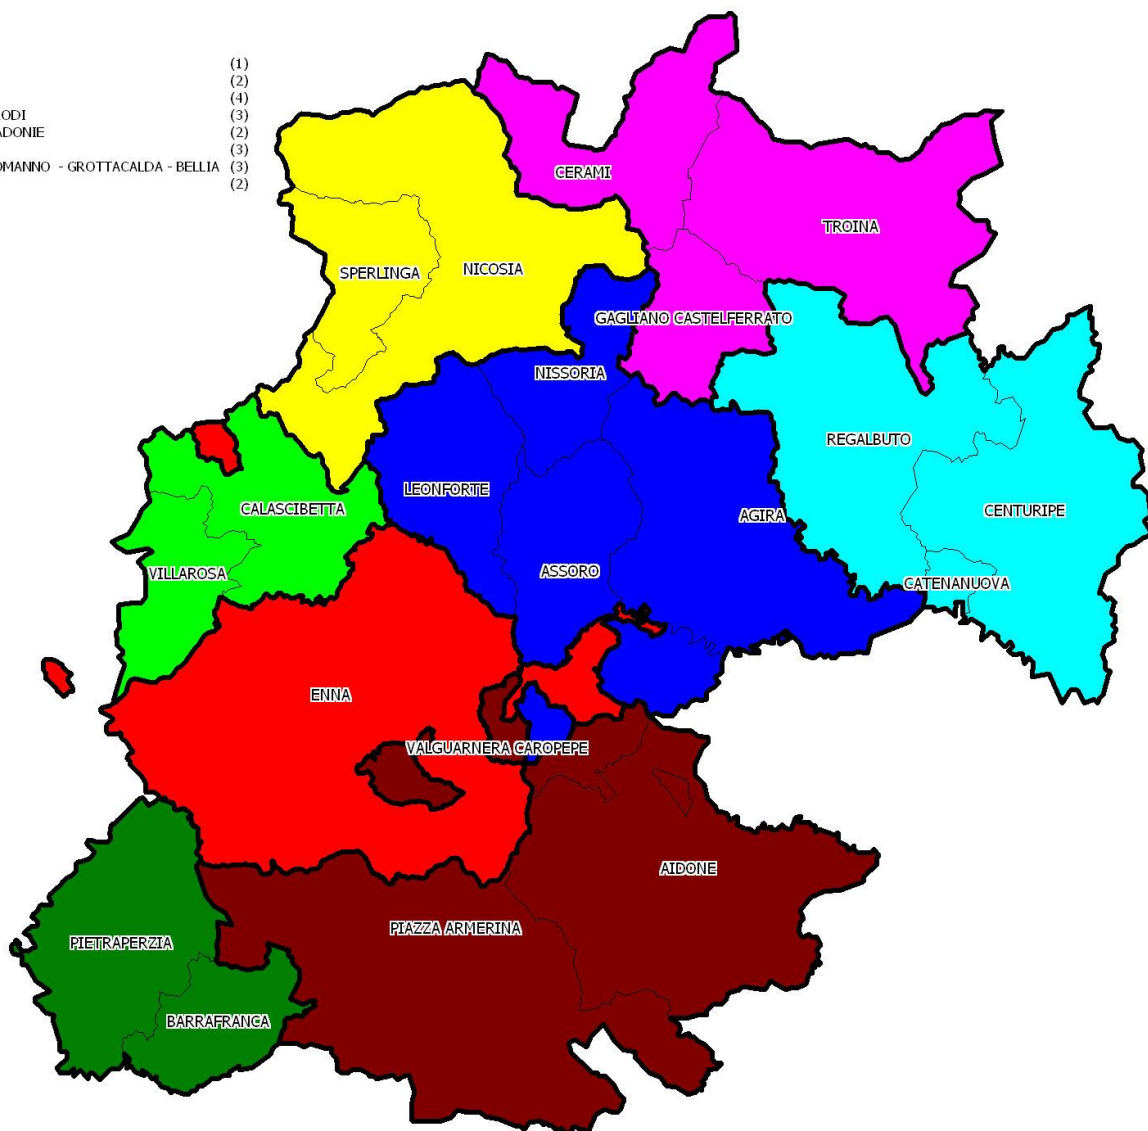 (1)
(2)
(4)
ODI (3)
ADONIE (2)
(3)
OMANNO - GROTTACALDA - BELLIA (3)
(2)
CERAMI
TROINA
SPERLINGA
NICOSIA
GAGLIANO CASTELFERRATO
NISSORIA
REGALBUTO
LEONFORTE
CALASCIBETTA
AGIRA
CENTURIPE
VILLAROSA
ASSORO
CATENANUOVA
ENNA
VALGUARNERA CAROPEPE
AIDONE
PIAZZA ARMERINA
PIETRAPERZIA
BARRAFRANCA